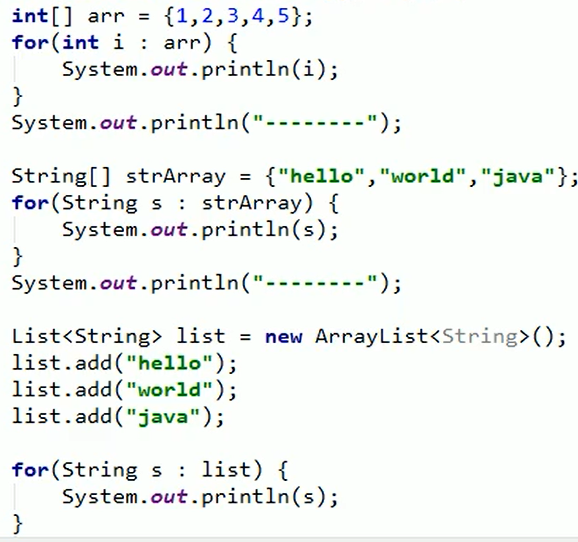 int[] arr = {1,2,3,4,5};
for(int i : arr) {
    System.out.println(i);
}
System.out.println("--------");
String[] strArray = {"hello","world","java"};
for(String s : strArray) {
    System.out.println(s);
}
System.out.println("--------");
List<String> list = new ArrayList<String>();
list.add("hello");
list.add("world");
list.add("java");
for(String s : list) {
    System.out.println(s);
}